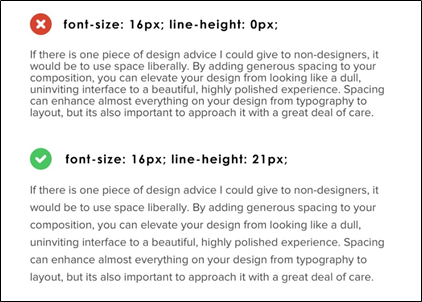 font-size: 16px; line-height: 0px;
If there is one piece of design advice I could give to non-designers, it
would be to use space liberally. By adding generous spacing to your
composition, you can elevate your design from looking like a dull,
uninviting interface to a beautiful, highly polished experience. Spacing
can enhance almost everything on your design from typography to
layout, but its also important to approach it with a great deal of care.
font-size: 16px; line-height: 21px;
If there is one piece of design advice I could give to non-designers, it
would be to use space liberally. By adding generous spacing to your
composition, you can elevate your design from looking like a dull,
uninviting interface to a beautiful, highly polished experience. Spacing
can enhance almost everything on your design from typography to
layout, but its also important to approach it with a great deal of care.